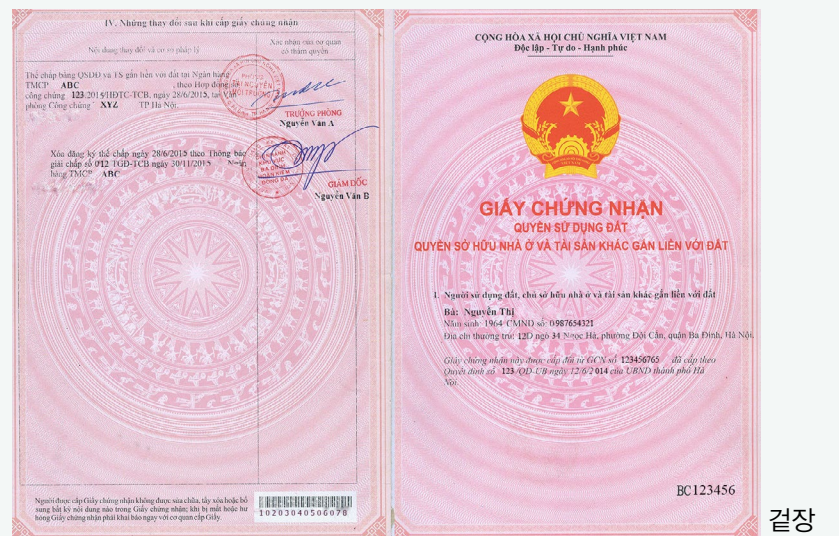 IV. Những thay đổi sau khi cấp giấy chứng nhận
Nội dung thay đổi và cơ sở pháp lý
Xác nhận của cơ quan
có thẩm quyền
Thế chấp bằng QSDĐ và TS gắn liền với đất tại Ngân hàng
TMCP ABC , theo Hợp đồng
công chứng 123/2015/HĐTC-TCB, ngày 28/6/2015, tại Văn
phòng Công chứng XYZ TP Hà Nội.
TRƯỞNG PHÒNG
Nguyễn Văn A
Xóa đăng ký thế chấp ngày 28/6/2015 theo Thông báo
giải chấp số 012 TGĐ-TCB ngày 30/11/2015
hàng TMCP ABC
GIÁM ĐỐC
Nguyễn Văn B
Người được cấp Giấy chứng nhận không được sửa chữa, tẩy xóa hoặc bổ
sung bất kỳ nội dung nào trong Giấy chứng nhận; khi bị mất hoặc hư
hỏng Giấy chứng nhận phải khai báo ngay với cơ quan cấp Giấy.
10203040506078
CỘNG HÒA XÃ HỘI CHỦ NGHĨA VIỆT NAM
Độc lập - Tự do - Hạnh phúc
GIẤY CHỨNG NHẬN
QUYỀN SỬ DỤNG ĐẤT
QUYỀN SỞ HỮU NHÀ Ở VÀ TÀI SẢN KHÁC GẮN LIỀN VỚI ĐẤT
I. Người sử dụng đất, chủ sở hữu nhà ở và tài sản khác gắn liền với đất
Bà: Nguyễn Thị
Năm sinh: 1964 CMND số: 0987654321
Địa chỉ thường trú: 12D ngõ 34 Ngọc Hà, phường Đội Cấn, quận Ba Đình, Hà Nội.
Giấy chứng nhận này được cấp đổi từ GCN số 123456765 đã cấp theo
Quyết định số 123 /QĐ-UB ngày 12/6/2014 của UBND thành phố Hà
Nội.
BC123456
겉장